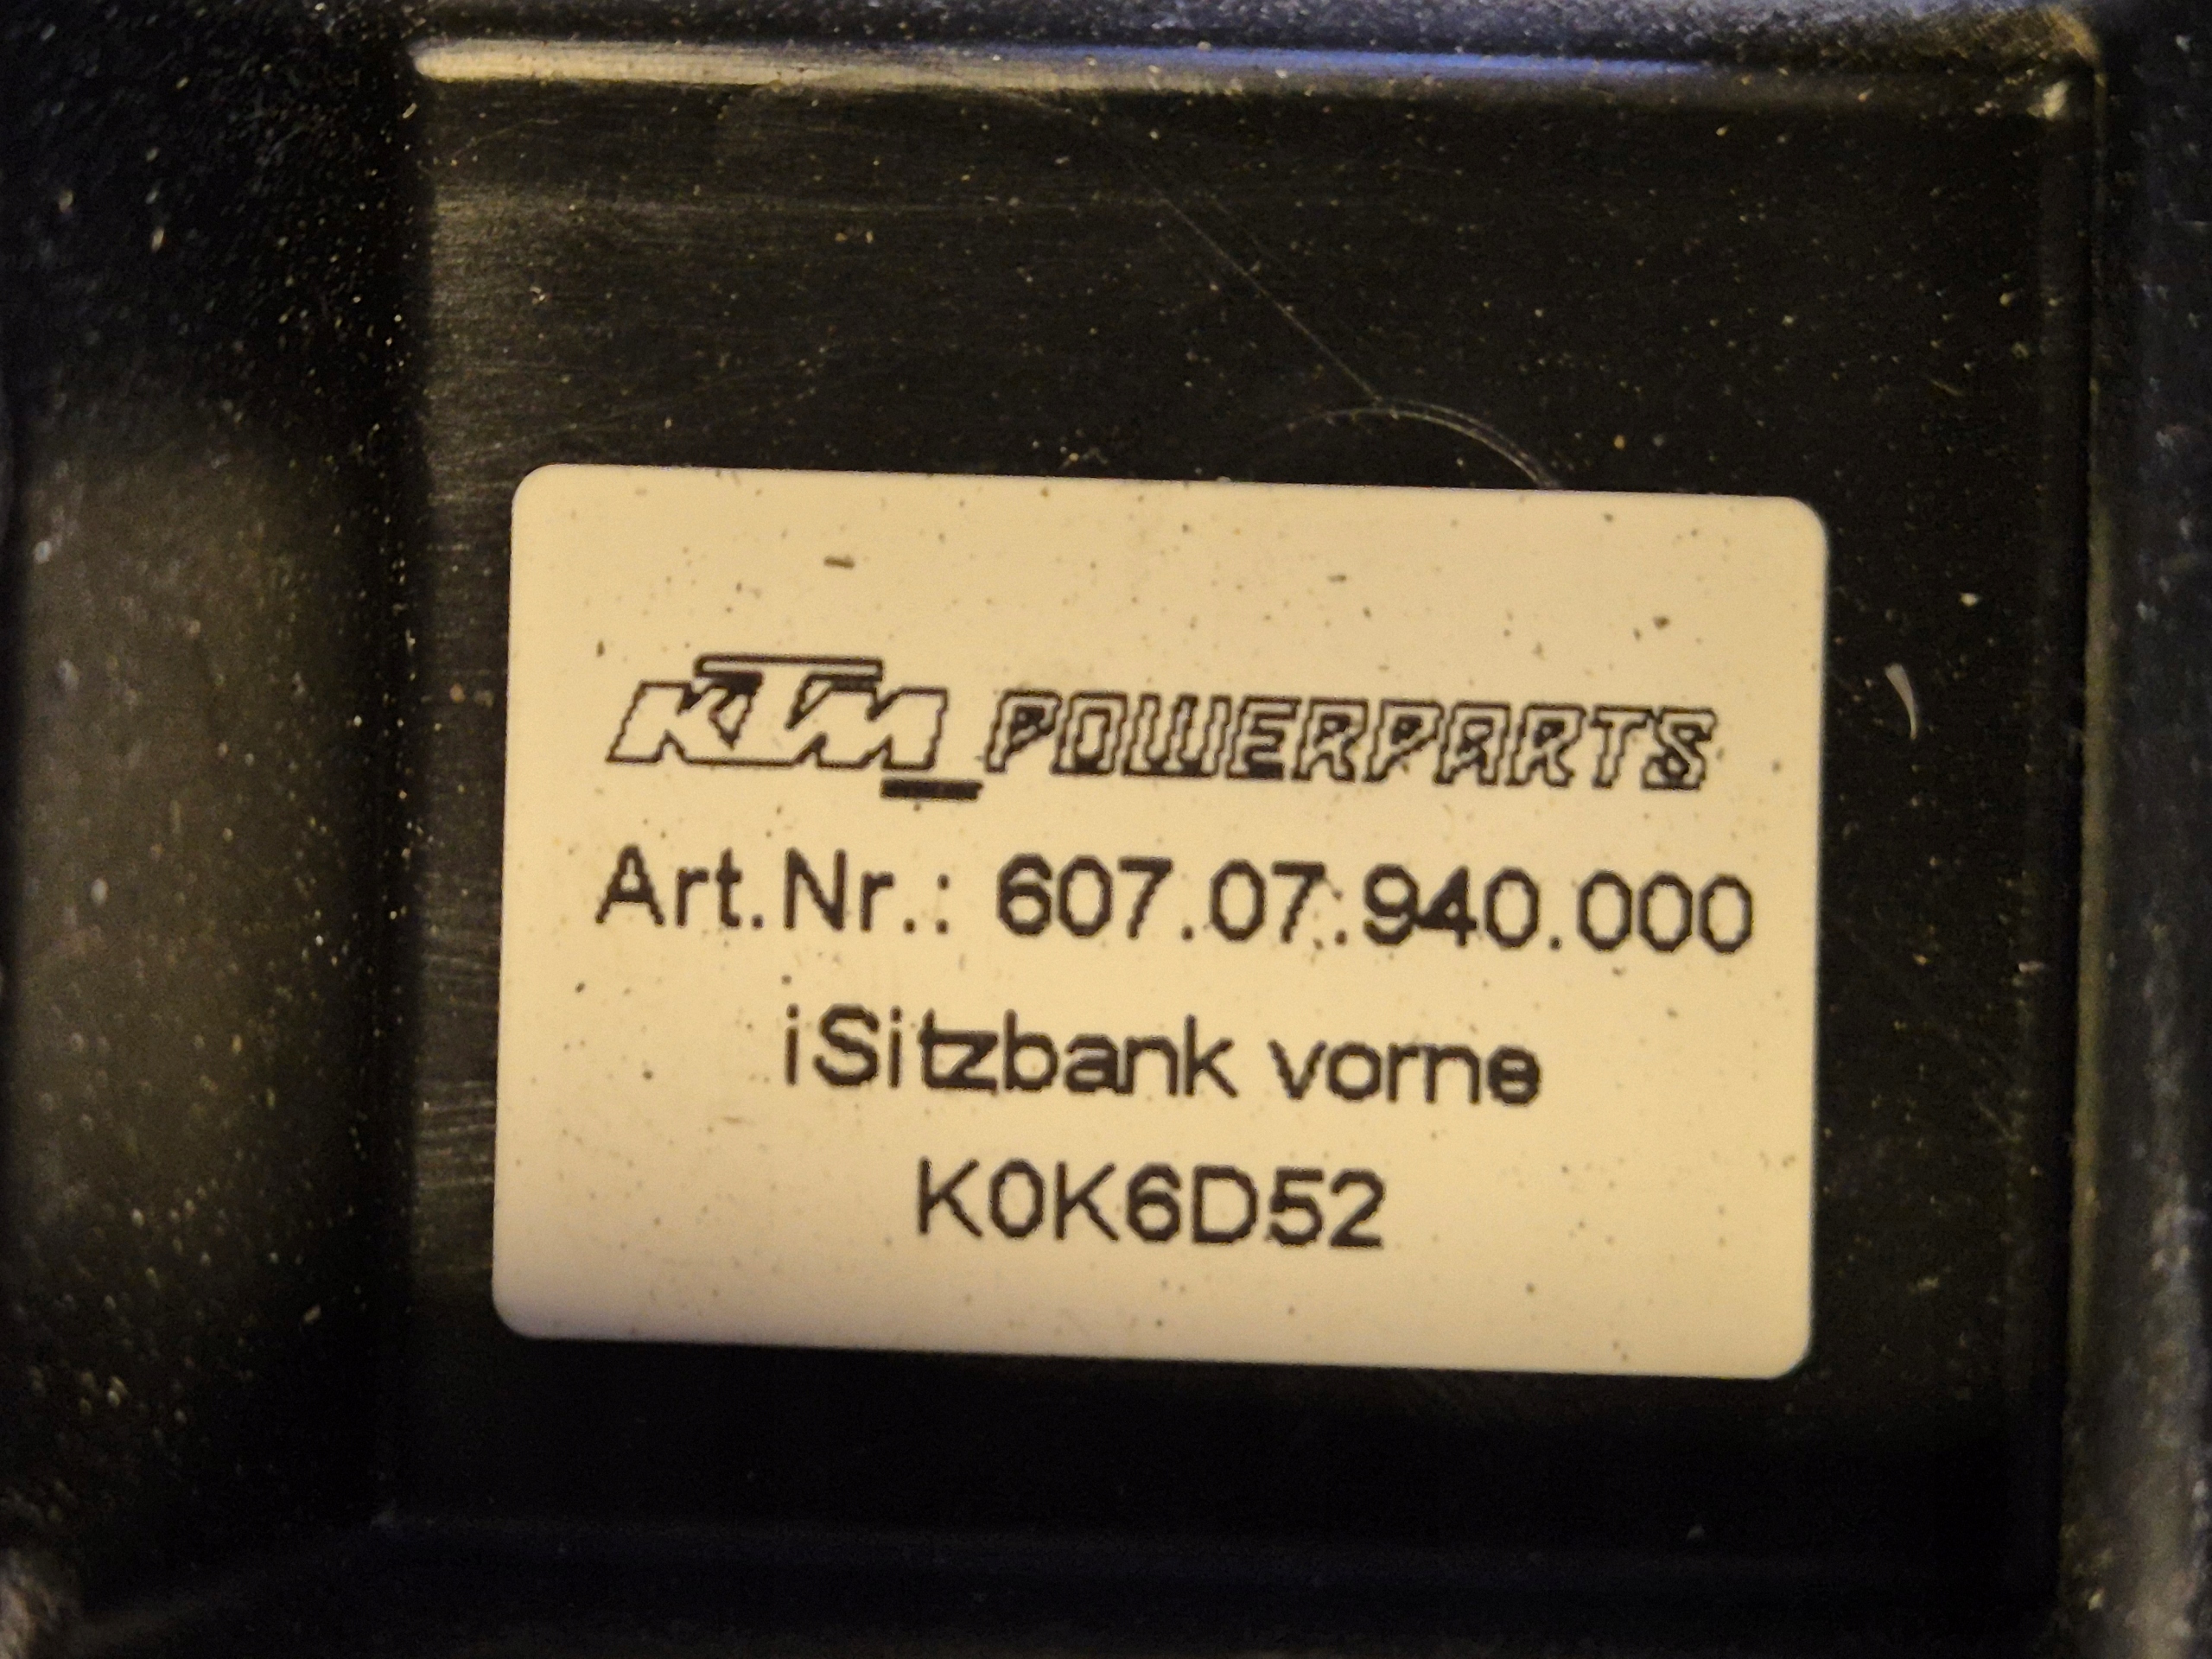 KTM POWERPARTS
Art.Nr.: 607.07.940.000
iSitzbank vorne
K0K6D52